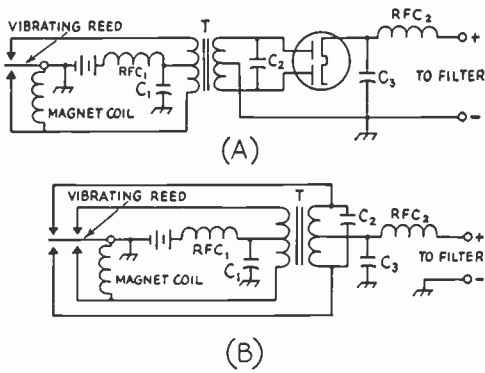 VIBRATING REED
T
RFC2
+
RFC1
C1
C2
C3
TO FILTER
MAGNET COIL
−
(A)
VIBRATING REED
T
C2
RFC2
+
RFC1
C1
C3
TO FILTER
MAGNET COIL
−
(B)